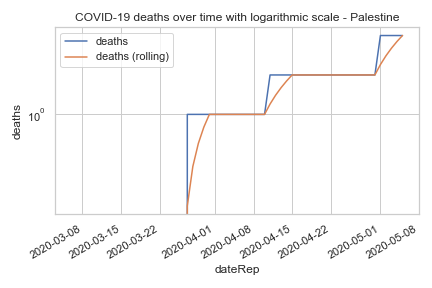 COVID-19 deaths over time with logarithmic scale - Palestine
deaths
deaths (rolling)
deaths
10⁰
2020-03-08
2020-03-15
2020-03-22
2020-04-01
2020-04-08
2020-04-15
2020-04-22
2020-05-01
2020-05-08
dateRep